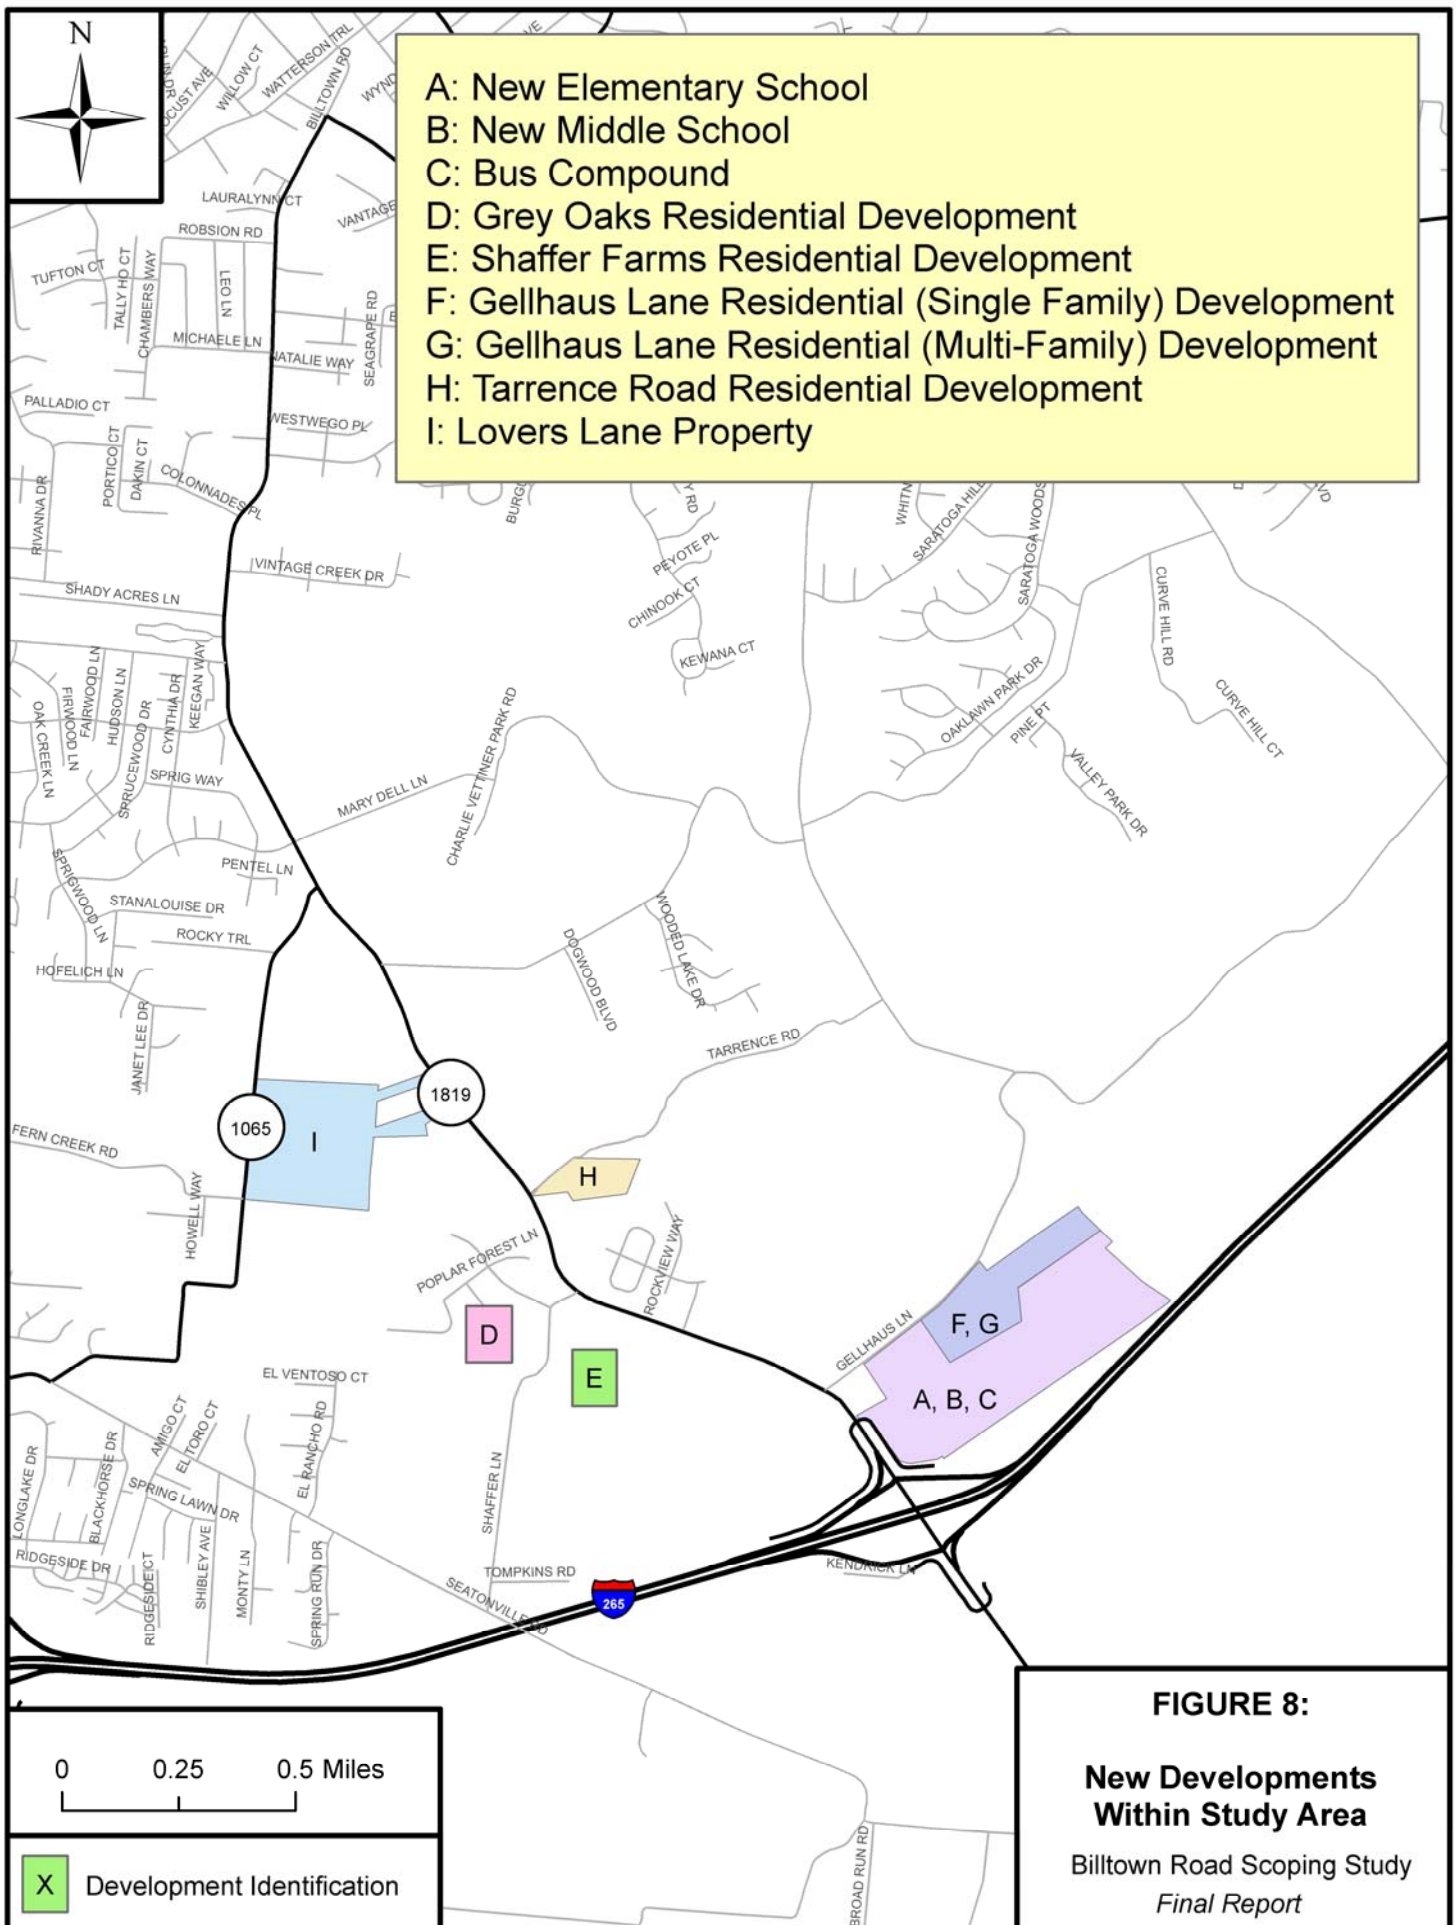 N
LOCUST AVE
WILLOW CT
WATTERSON TRL
BILLTOWN RD
A: New Elementary School
B: New Middle School
C: Bus Compound
D: Grey Oaks Residential Development
E: Shaffer Farms Residential Development
F: Gellhaus Lane Residential (Single Family) Development
G: Gellhaus Lane Residential (Multi-Family) Development
H: Tarrence Road Residential Development
I: Lovers Lane Property
LAURALYNN CT
VANTAGE
ROBSION RD
TUFTON CT
TALLY HO CT
CHAMBERS WAY
LEO LN
SEAGRAPE RD
MICHAELE LN
NATALIE WAY
PALLADIO CT
WESTWEGO PL
PORTICO CT
DAKIN CT
COLONNADES PL
RIVANNA DR
Y RD
WHITN
SARATOGA HILL
SARATOGA WOODS
VINTAGE CREEK DR
PEYOTE PL
CHINOOK CT
KEWANA CT
CURVE HILL RD
CURVE HILL CT
SHADY ACRES LN
OAK CREEK LN
FIRWOOD LN
FAIRWOOD LN
HUDSON LN
SPRUCEWOOD DR
CYNTHIA DR
KEEGAN WAY
SPRIG WAY
MARY DELL LN
CHARLIE VETTINER PARK RD
OAKLAWN PARK DR
PINE PT
VALLEY PARK DR
PENTEL LN
SPRIGWOOD LN
STANALOUISE DR
ROCKY TRL
HOFELICH LN
JANET LEE DR
DOGWOOD BLVD
WOODED LAKE DR
TARRENCE RD
1819
1065
I
H
FERN CREEK RD
HOWELL WAY
POPLAR FOREST LN
ROCKVIEW WAY
D
E
GELLHAUS LN
F, G
A, B, C
EL VENTOSO CT
AMIGO CT
EL TORO CT
EL RANCHO RD
LONGLAKE DR
BLACKHORSE DR
SPRING LAWN DR
SHAFFER LN
RIDGESIDE DR
RIDGESIDE CT
SHIBLEY AVE
MONTY LN
SPRING RUN DR
TOMPKINS RD
SEATONVILLE RD
265
KENDRICK LN
BROAD RUN RD
0 0.25 0.5 Miles
X Development Identification
FIGURE 8:
New Developments
Within Study Area
Billtown Road Scoping Study
Final Report